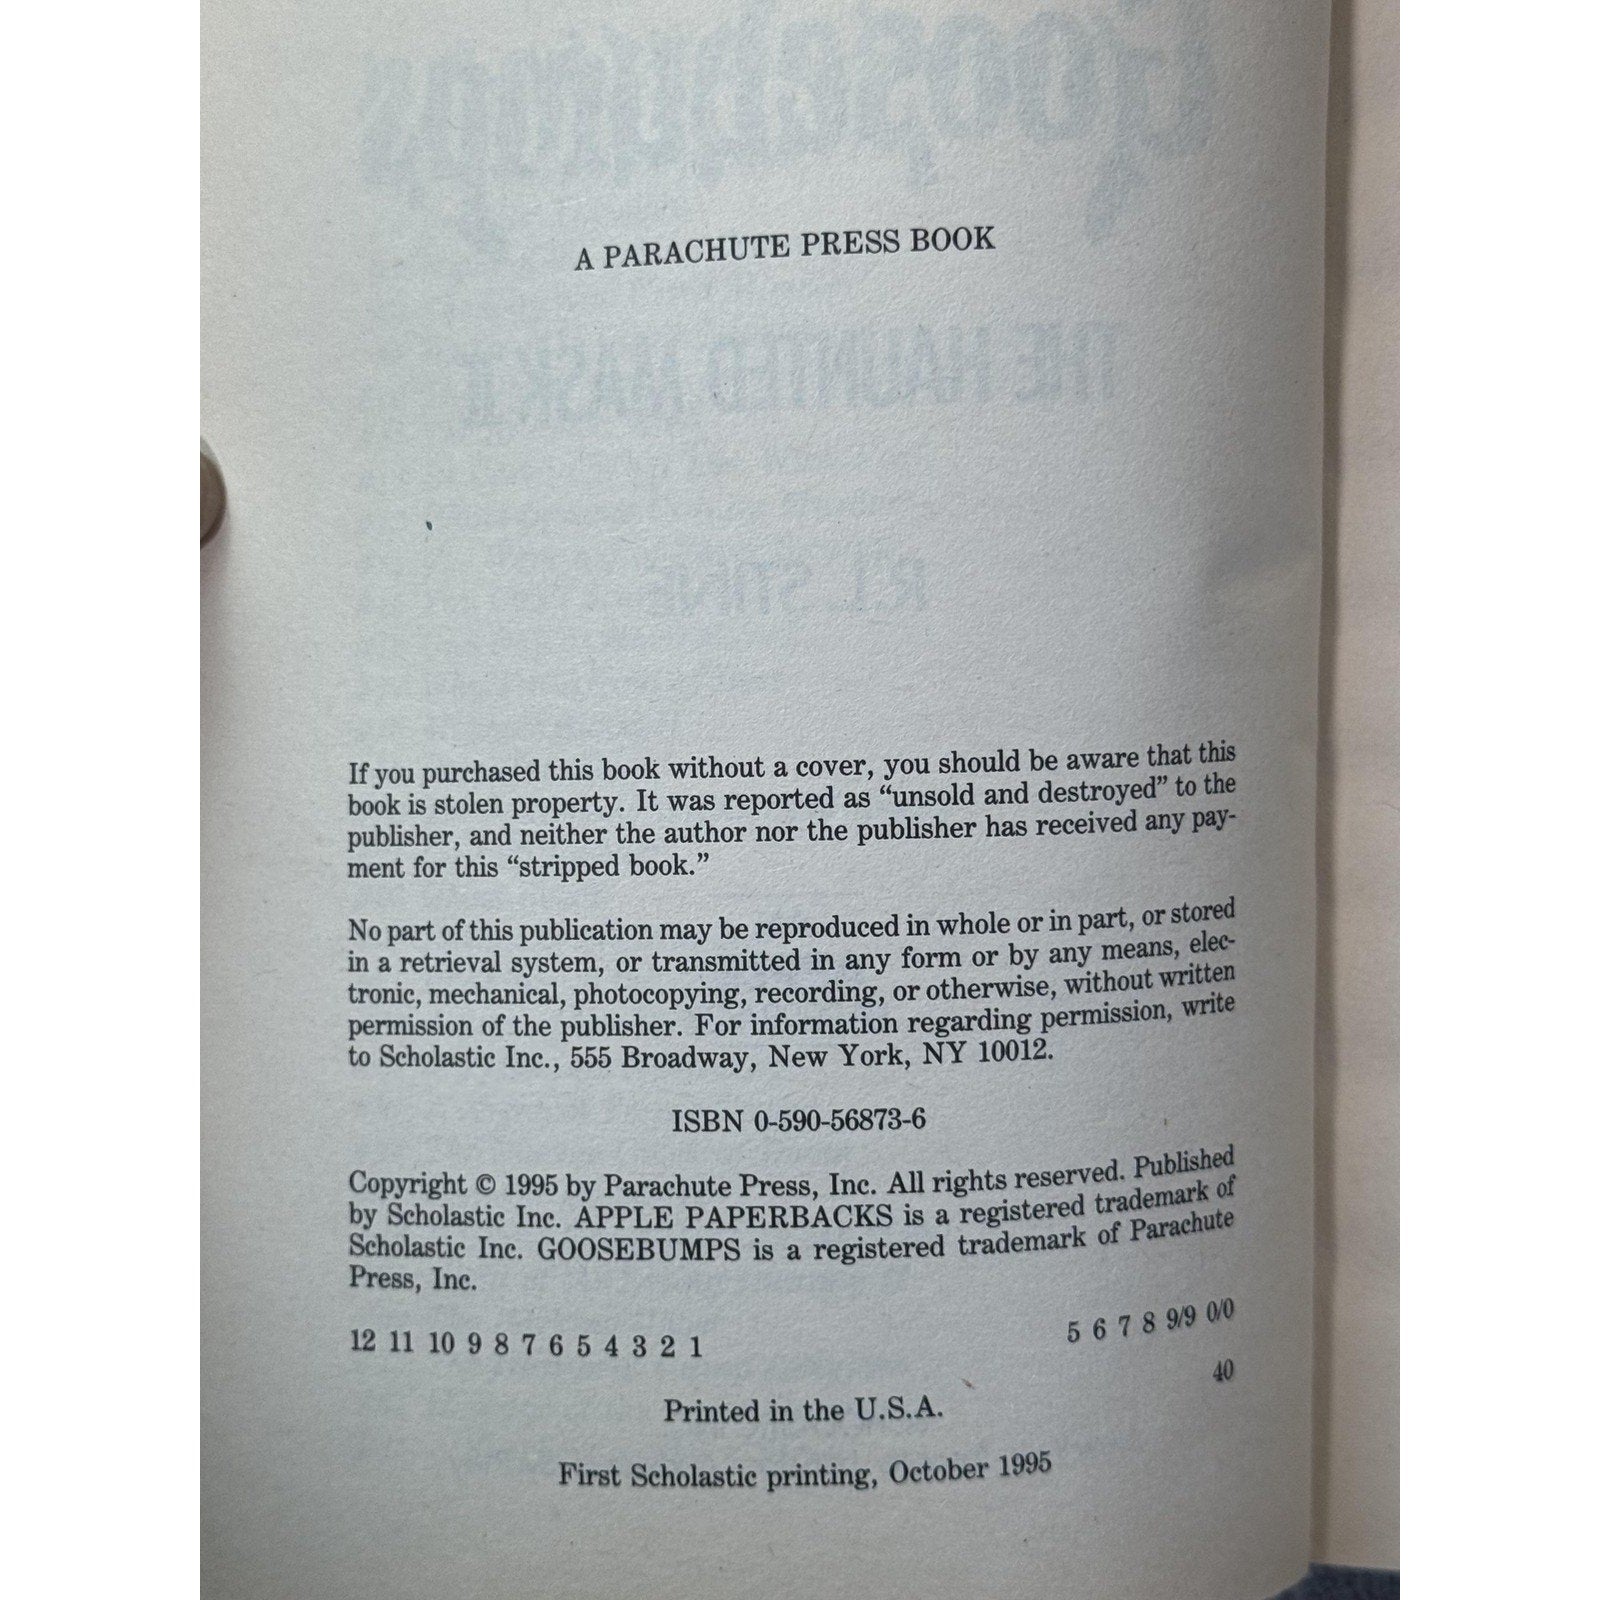 Goosebumps
A PARACHUTE PRESS BOOK
THE HAUNTED MASK II
R.L. STINE
If you purchased this book without a cover, you should be aware that this
book is stolen property. It was reported as “unsold and destroyed” to the
publisher, and neither the author nor the publisher has received any pay-
ment for this “stripped book.”
No part of this publication may be reproduced in whole or in part, or stored
in a retrieval system, or transmitted in any form or by any means, elec-
tronic, mechanical, photocopying, recording, or otherwise, without written
permission of the publisher. For information regarding permission, write
to Scholastic Inc., 555 Broadway, New York, NY 10012.
ISBN 0-590-56873-6
Copyright © 1995 by Parachute Press, Inc. All rights reserved. Published
by Scholastic Inc. APPLE PAPERBACKS is a registered trademark of
Scholastic Inc. GOOSEBUMPS is a registered trademark of Parachute
Press, Inc.
12 11 10 9 8 7 6 5 4 3 2 1 5 6 7 8 9/9 0/0
40
Printed in the U.S.A.
First Scholastic printing, October 1995